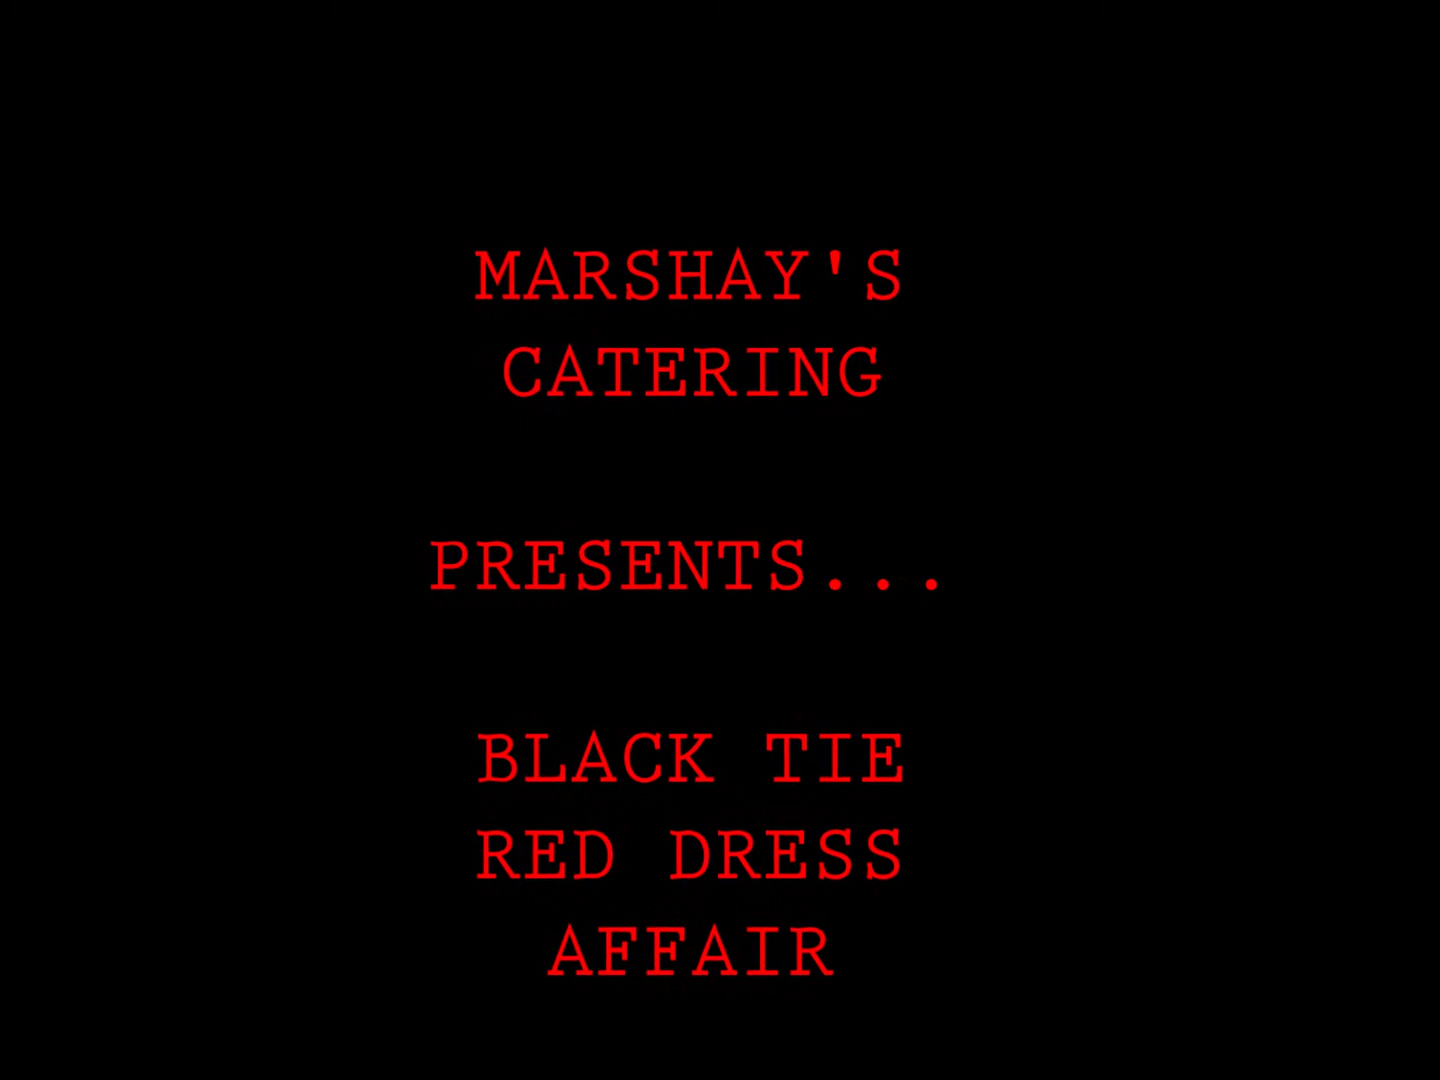 MARSHAY'S
CATERING
PRESENTS...
BLACK TIE
RED DRESS
AFFAIR